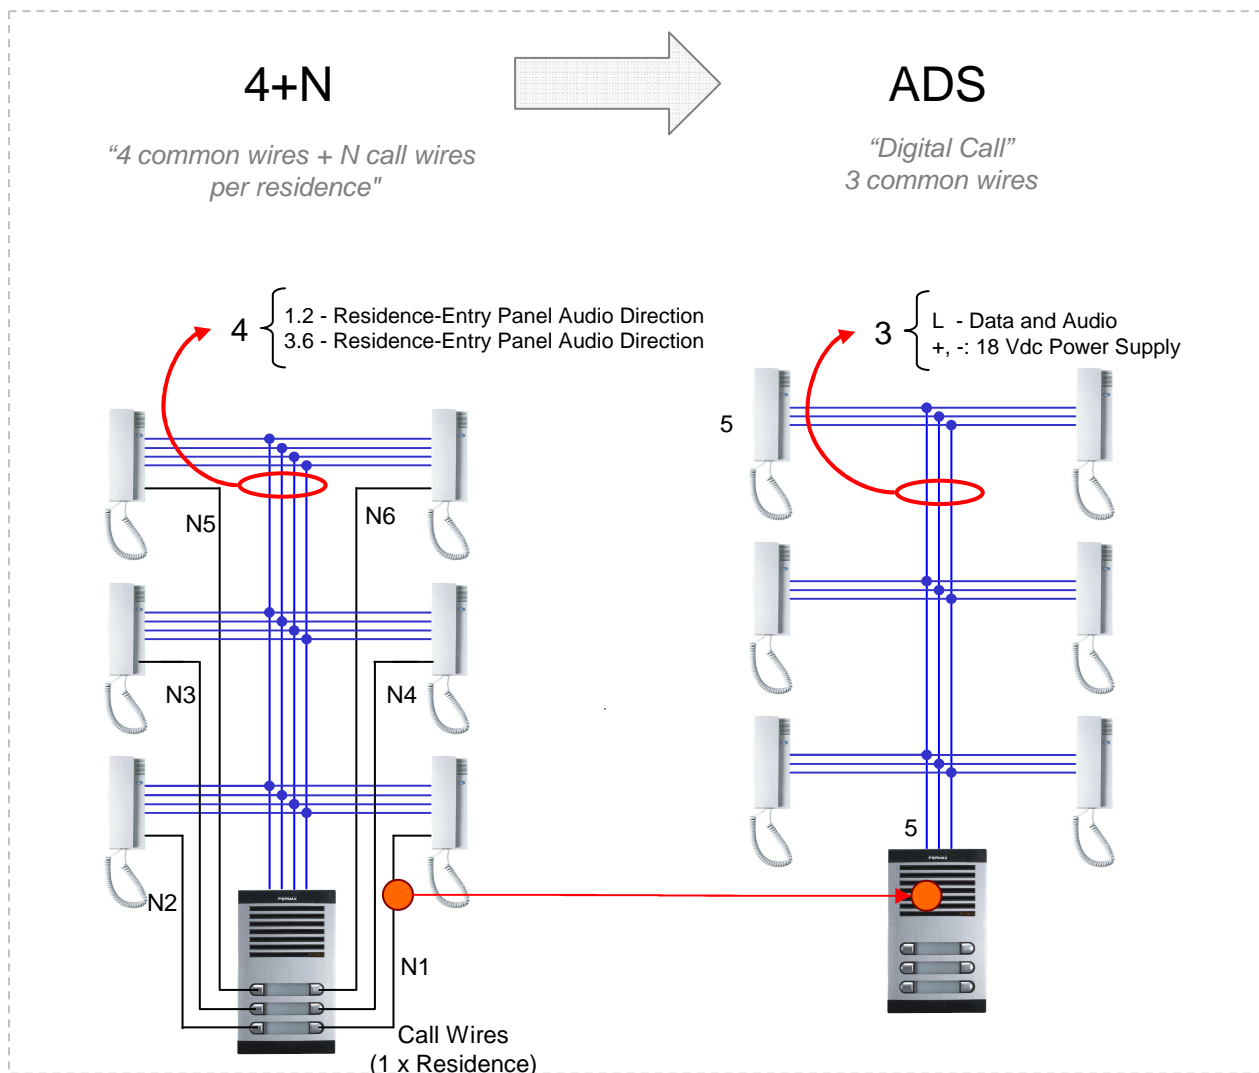 4+N
ADS
“4 common wires + N call wires
per residence"
“Digital Call”
3 common wires
4
1.2 - Residence-Entry Panel Audio Direction
3.6 - Residence-Entry Panel Audio Direction
3
L - Data and Audio
+, -: 18 Vdc Power Supply
5
N5
N6
N3
N4
5
FERMAX
N2
FERMAX
N1
Call Wires
(1 x Residence)